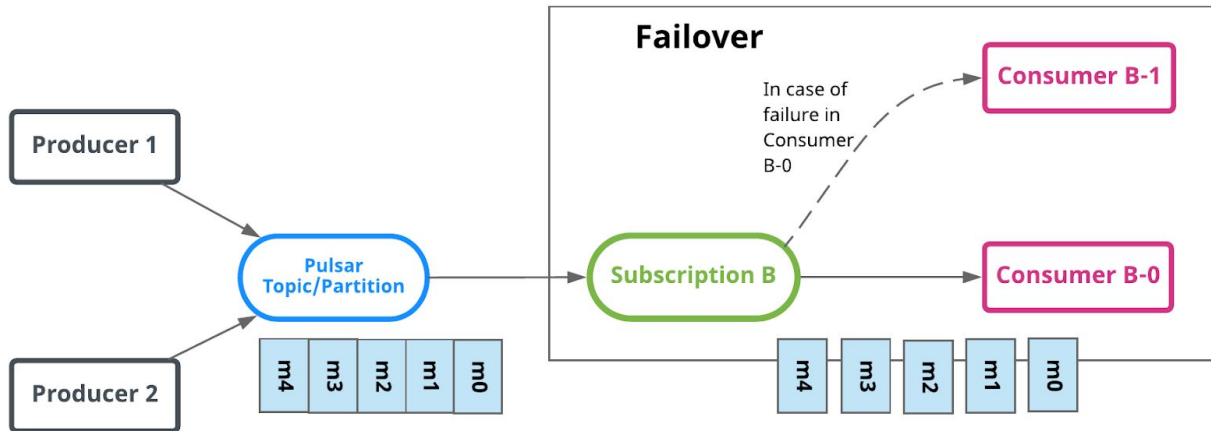 Failover
Consumer B-1
In case of
failure in
Consumer
B-0
Producer 1
Pulsar
Topic/Partition
Subscription B
Consumer B-0
Producer 2
m4
m3
m2
m1
m0
m4
m3
m2
m1
m0